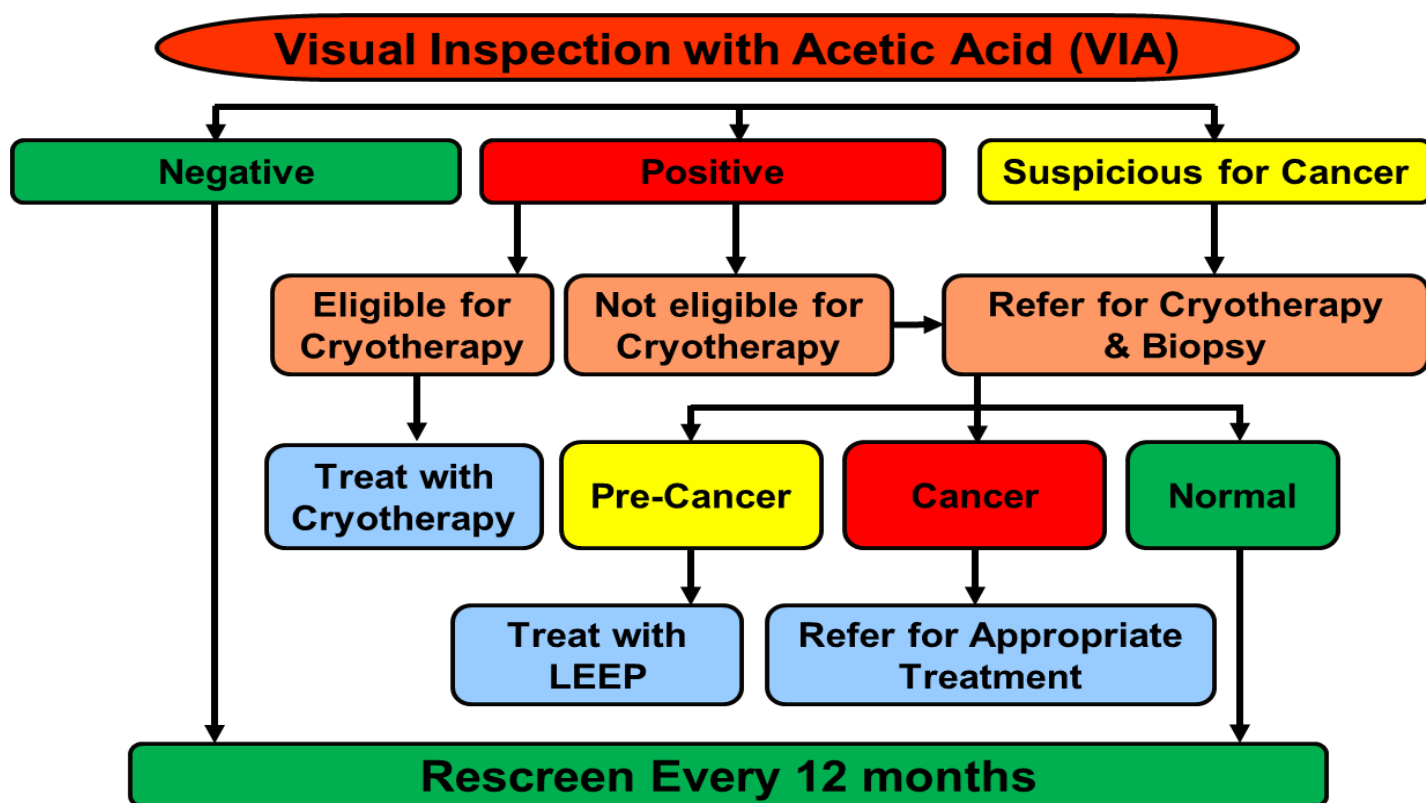 Visual Inspection with Acetic Acid (VIA)
Negative
Positive
Suspicious for Cancer
Eligible for
Cryotherapy
Not eligible for
Cryotherapy
Refer for Cryotherapy
& Biopsy
Treat with
Cryotherapy
Pre-Cancer
Cancer
Normal
Treat with
LEEP
Refer for Appropriate
Treatment
Rescreen Every 12 months